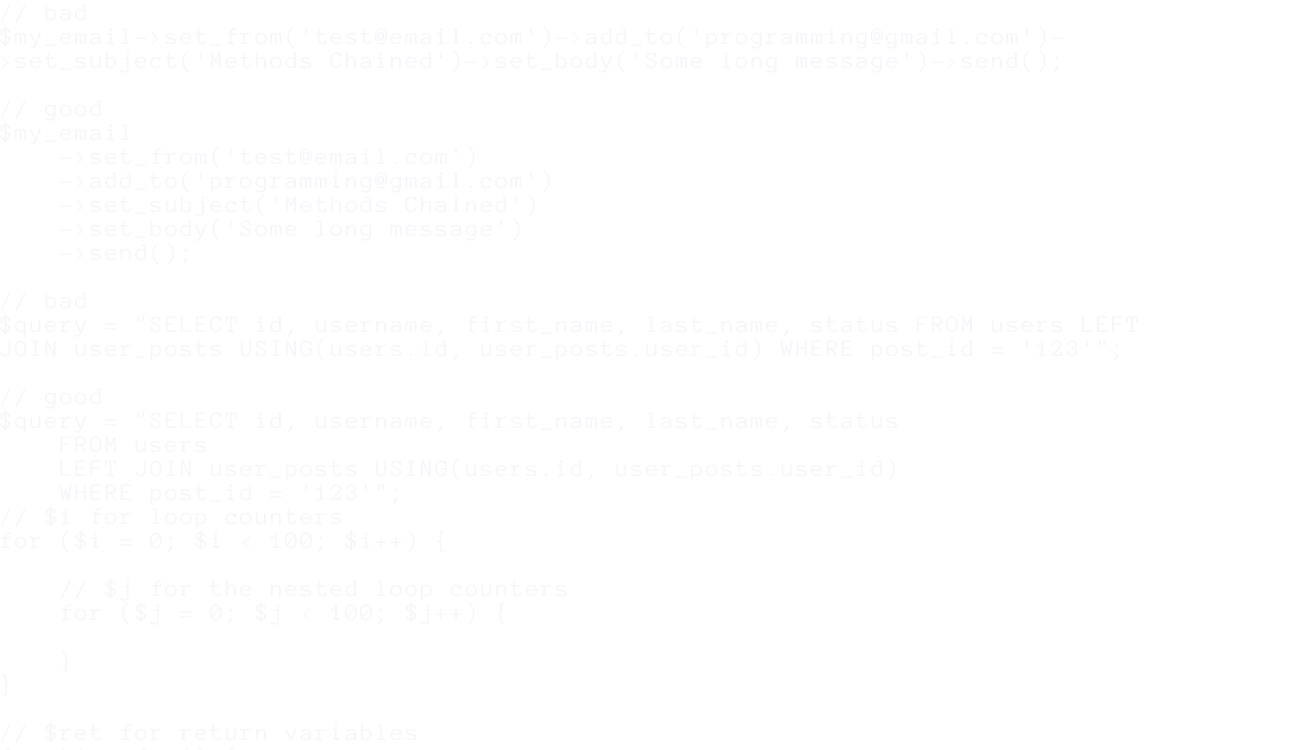 // bad
$my_email->set_from('test@email.com')->add_to('programming@gmail.com')-
>set_subject('Methods Chained')->set_body('Some long message')->send();
// good
$my_email
->set_from('test@email.com')
->add_to('programming@gmail.com')
->set_subject('Methods Chained')
->set_body('Some long message')
->send();
// bad
$query = "SELECT id, username, first_name, last_name, status FROM users LEFT
JOIN user_posts USING(users.id, user_posts.user_id) WHERE post_id = '123'";
// good
$query = "SELECT id, username, first_name, last_name, status
FROM users
LEFT JOIN user_posts USING(users.id, user_posts.user_id)
WHERE post_id = '123'";
// $i for loop counters
for ($i = 0; $i < 100; $i++) {
// $j for the nested loop counters
for ($j = 0; $j < 100; $j++) {
}
}
// $ret for return variables